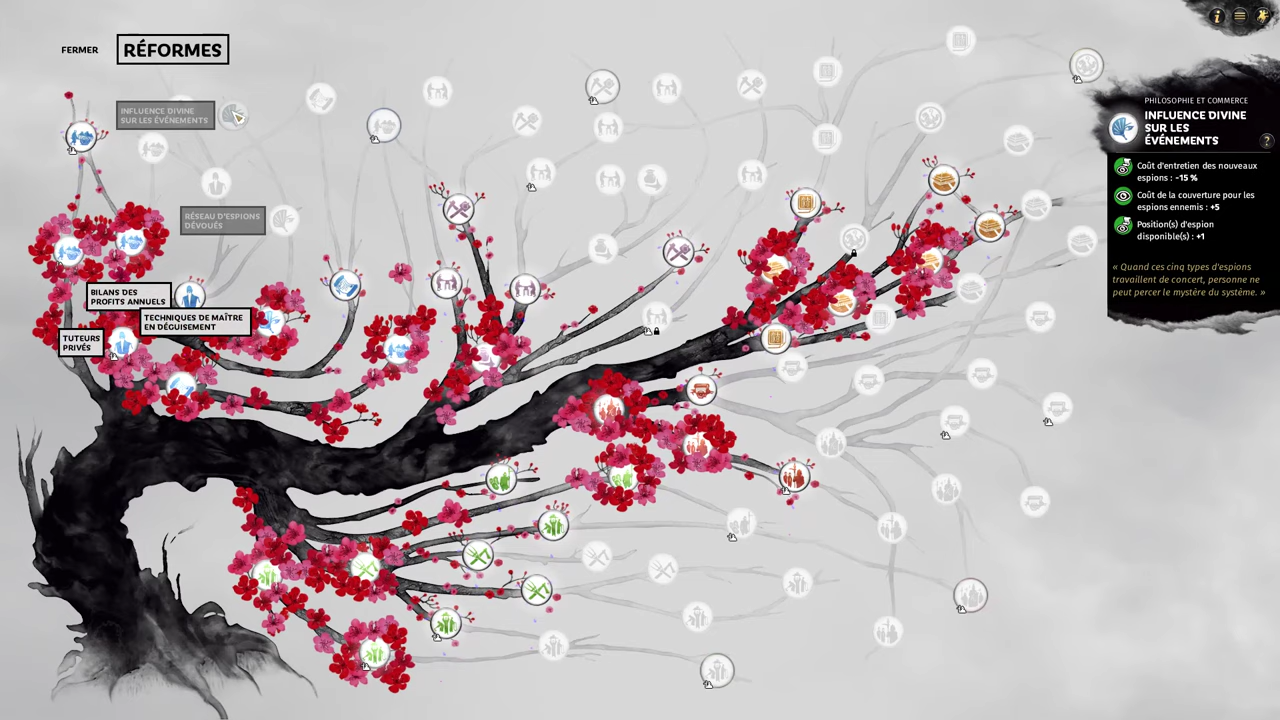 FERMER
RÉFORMES
INFLUENCE DIVINE
SUR LES ÉVÉNEMENTS
RÉSEAU D'ESPIONS
DÉVOUÉS
BILANS DES
PROFITS ANNUELS
TECHNIQUES DE MAÎTRE
EN DÉGUISEMENT
TUTEURS
PRIVÉS
PHILOSOPHIE ET COMMERCE
INFLUENCE DIVINE
SUR LES
ÉVÉNEMENTS
?
Coût d'entretien des nouveaux
espions : -15 %
Coût de la couverture pour les
espions ennemis : +5
Position(s) d'espion
disponible(s) : +1
« Quand ces cinq types d'espions
travaillent de concert, personne ne
peut percer le mystère du système. »